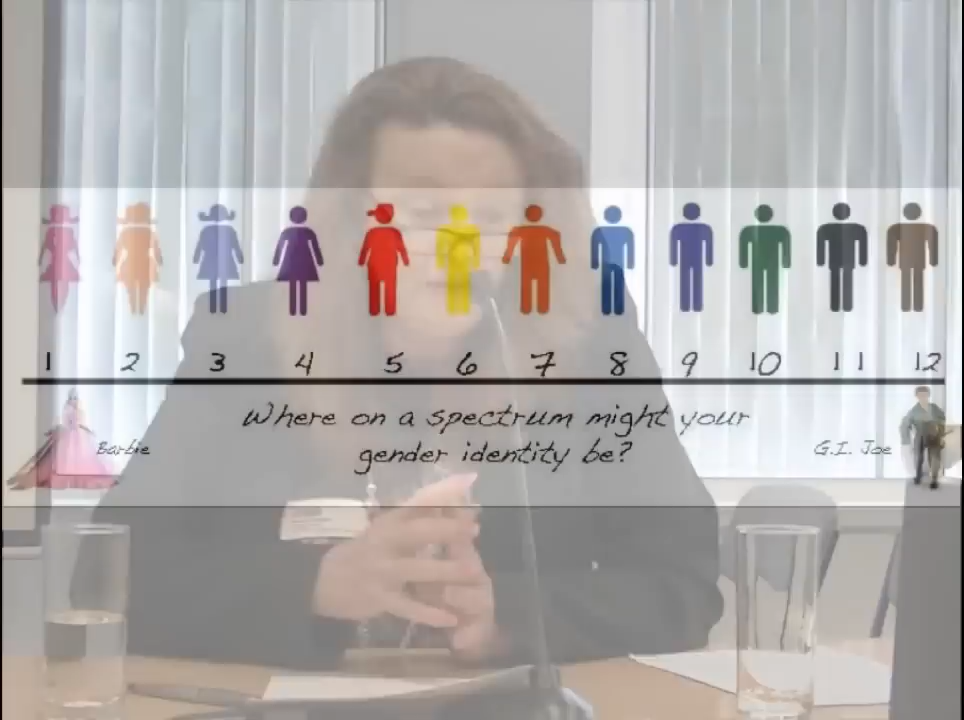 1 2 3 4 5 6 7 8 9 10 11 12
Where on a spectrum might your
gender identity be?
Barbie
G.I. Joe